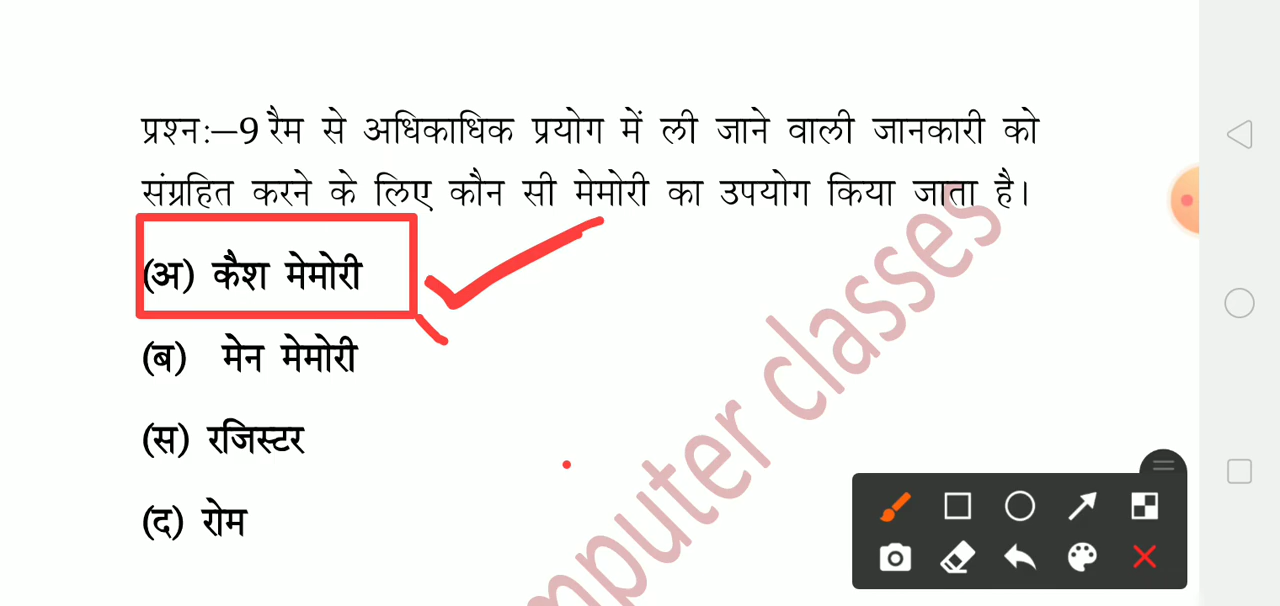 प्रश्नः–9 रैम से अधिकाधिक प्रयोग में ली जाने वाली जानकारी को
संग्रहित करने के लिए कौन सी मेमोरी का उपयोग किया जाता है।
(अ) कैश मेमोरी
(ब) मेन मेमोरी
(स) रजिस्टर
(द) रोम
mputer classes